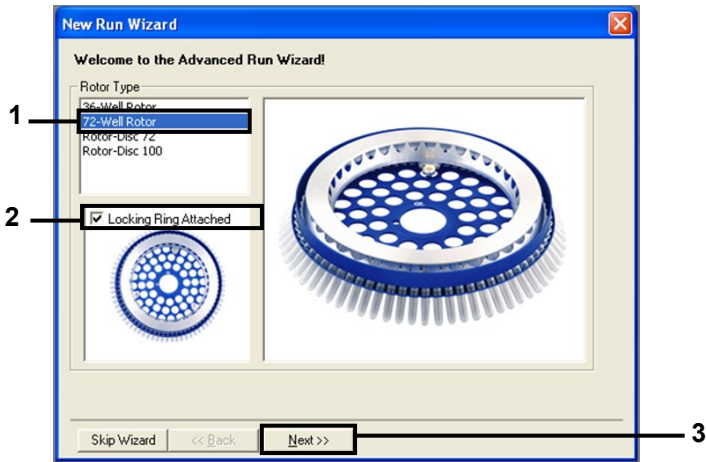 New Run Wizard
Welcome to the Advanced Run Wizard!
Rotor Type
36-Well Rotor
1
72-Well Rotor
Rotor-Disc 72
Rotor-Disc 100
2
Locking Ring Attached
Skip Wizard
<< Back
Next >>
3